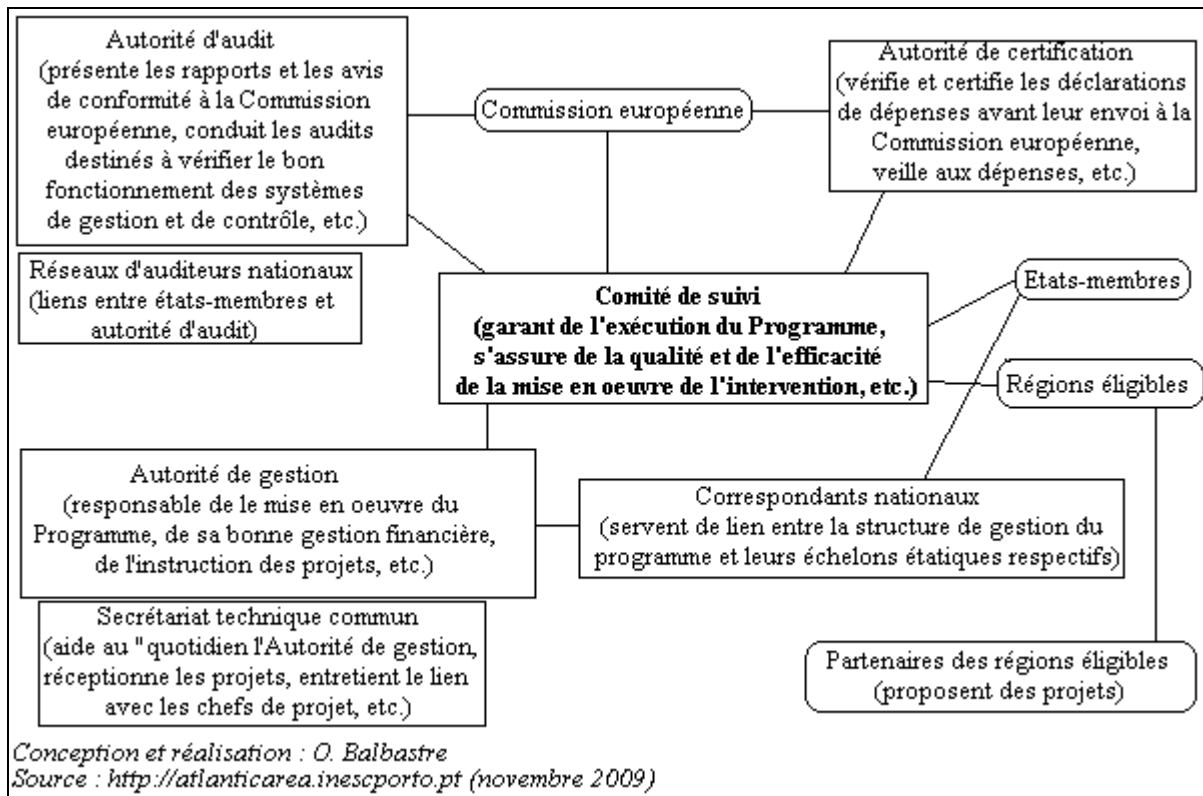 Autorité d'audit
(présente les rapports et les avis
de conformité à la Commission
européenne, conduit les audits
destinés à vérifier le bon
fonctionnement des systèmes
de gestion et de contrôle, etc.)
Commission européenne
Autorité de certification
(vérifie et certifie les déclarations
de dépenses avant leur envoi à la
Commission européenne,
veille aux dépenses, etc.)
Réseaux d'auditeurs nationaux
(liens entre états-membres et
autorité d'audit)
Comité de suivi
(garant de l'exécution du Programme,
s'assure de la qualité et de l'efficacité
de la mise en oeuvre de l'intervention, etc.)
Etats-membres
Régions éligibles
Autorité de gestion
(responsable de le mise en oeuvre du
Programme, de sa bonne gestion financière,
de l'instruction des projets, etc.)
Correspondants nationaux
(servent de lien entre la structure de gestion du
programme et leurs échelons étatiques respectifs)
Secrétariat technique commun
(aide au "quotidien l'Autorité de gestion,
réceptionne les projets, entretient le lien
avec les chefs de projet, etc.)
Partenaires des régions éligibles
(proposent des projets)
Conception et réalisation : O. Balbastre
Source : http://atlanticarea.inescporto.pt (novembre 2009)